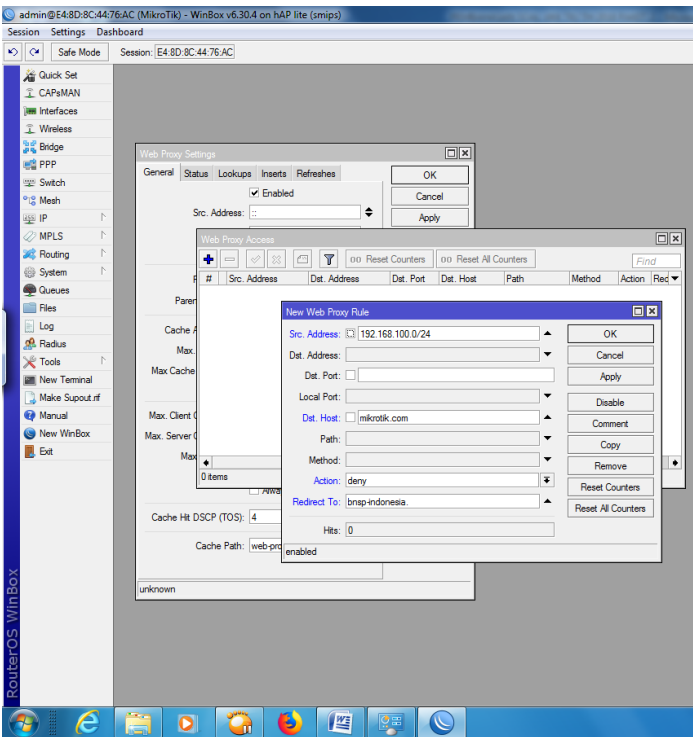 admin@E4:8D:8C:44:76:AC (MikroTik) - WinBox v6.30.4 on hAP lite (smips)
Session Settings Dashboard
Safe Mode Session: E4:8D:8C:44:76:AC
Quick Set
CAPsMAN
Interfaces
Wireless
Bridge
PPP
Switch
Mesh
IP
MPLS
Routing
System
Queues
Files
Log
Radius
Tools
New Terminal
Make Supout.rif
Manual
New WinBox
Exit
RouterOS WinBox
Web Proxy Settings
General Status Lookups Inserts Refreshes
OK
Enabled
Cancel
Src. Address: ::
Apply
Paren
Cache A
Max.
Max Cache
Max. Client C
Max. Server C
Max
Cache Hit DSCP (TOS): 4
Cache Path: web-pro
unknown
Web Proxy Access
00 Reset Counters 00 Reset All Counters Find
# Src. Address Dst. Address Dst. Port Dst. Host Path Method Action Red
0 items
New Web Proxy Rule
Src. Address: 192.168.100.0/24
Dst. Address:
Dst. Port:
Local Port:
Dst. Host: mikrotik.com
Path:
Method:
Action: deny
Redirect To: bnsp-indonesia.
Hits: 0
enabled
OK
Cancel
Apply
Disable
Comment
Copy
Remove
Reset Counters
Reset All Counters